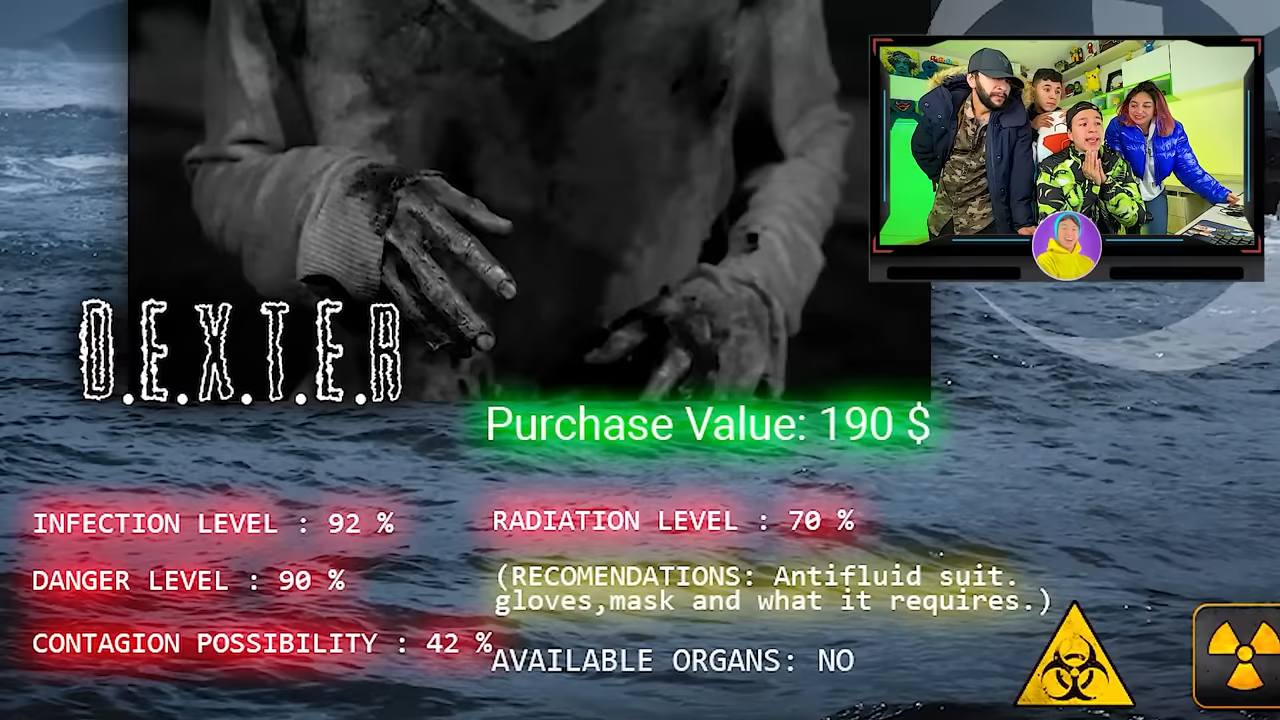 D.E.X.T.E.R
Purchase Value: 190 $
INFECTION LEVEL : 92 %
DANGER LEVEL : 90 %
CONTAGION POSSIBILITY : 42 %
RADIATION LEVEL : 70 %
(RECOMENDATIONS: Antifluid suit.
gloves,mask and what it requires.)
AVAILABLE ORGANS: NO